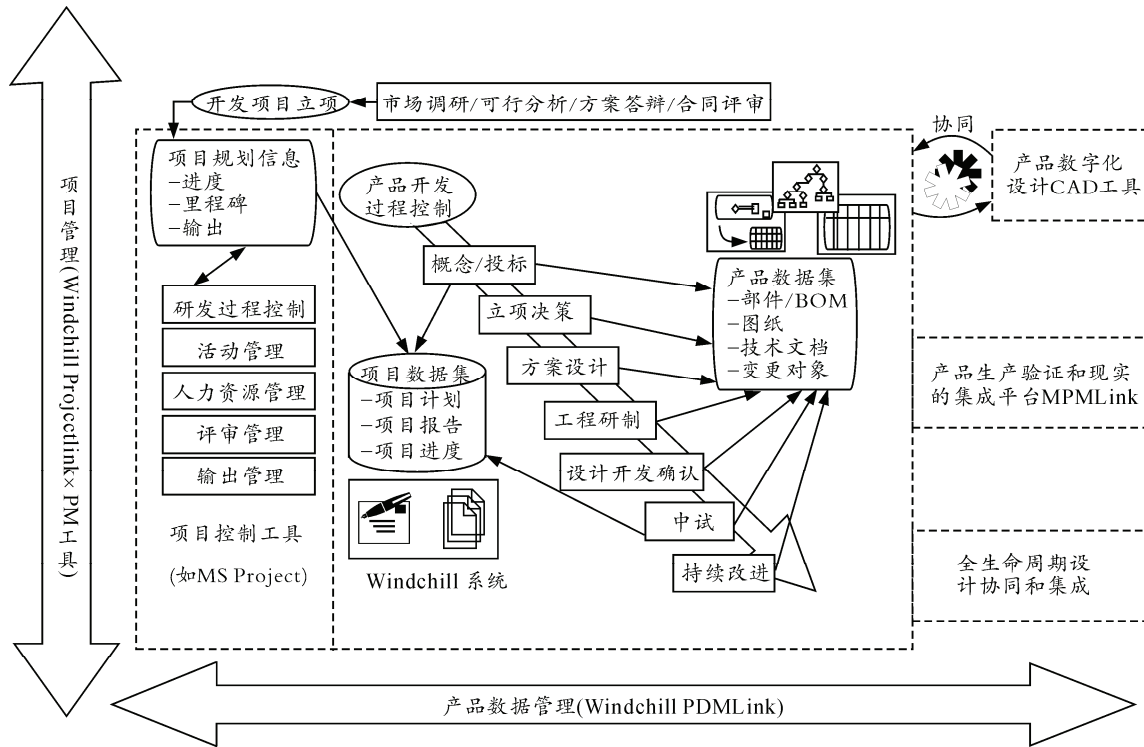 开发项目立项
市场调研/可行分析/方案答辩/合同评审
项目管理(Windchill Projecctlink×PM工具)
项目规划信息
–进度
–里程碑
–输出
研发过程控制
活动管理
人力资源管理
评审管理
输出管理
项目控制工具
(如MS Project)
产品开发
过程控制
概念/投标
立项决策
方案设计
工程研制
设计开发确认
中试
持续改进
项目数据集
–项目计划
–项目报告
–项目进度
Windchill 系统
产品数据集
–部件/BOM
–图纸
–技术文档
–变更对象
协同
产品数字化
设计CAD工具
产品生产验证和现实
的集成平台MPMLink
全生命周期设
计协同和集成
产品数据管理(Windchill PDMLink)